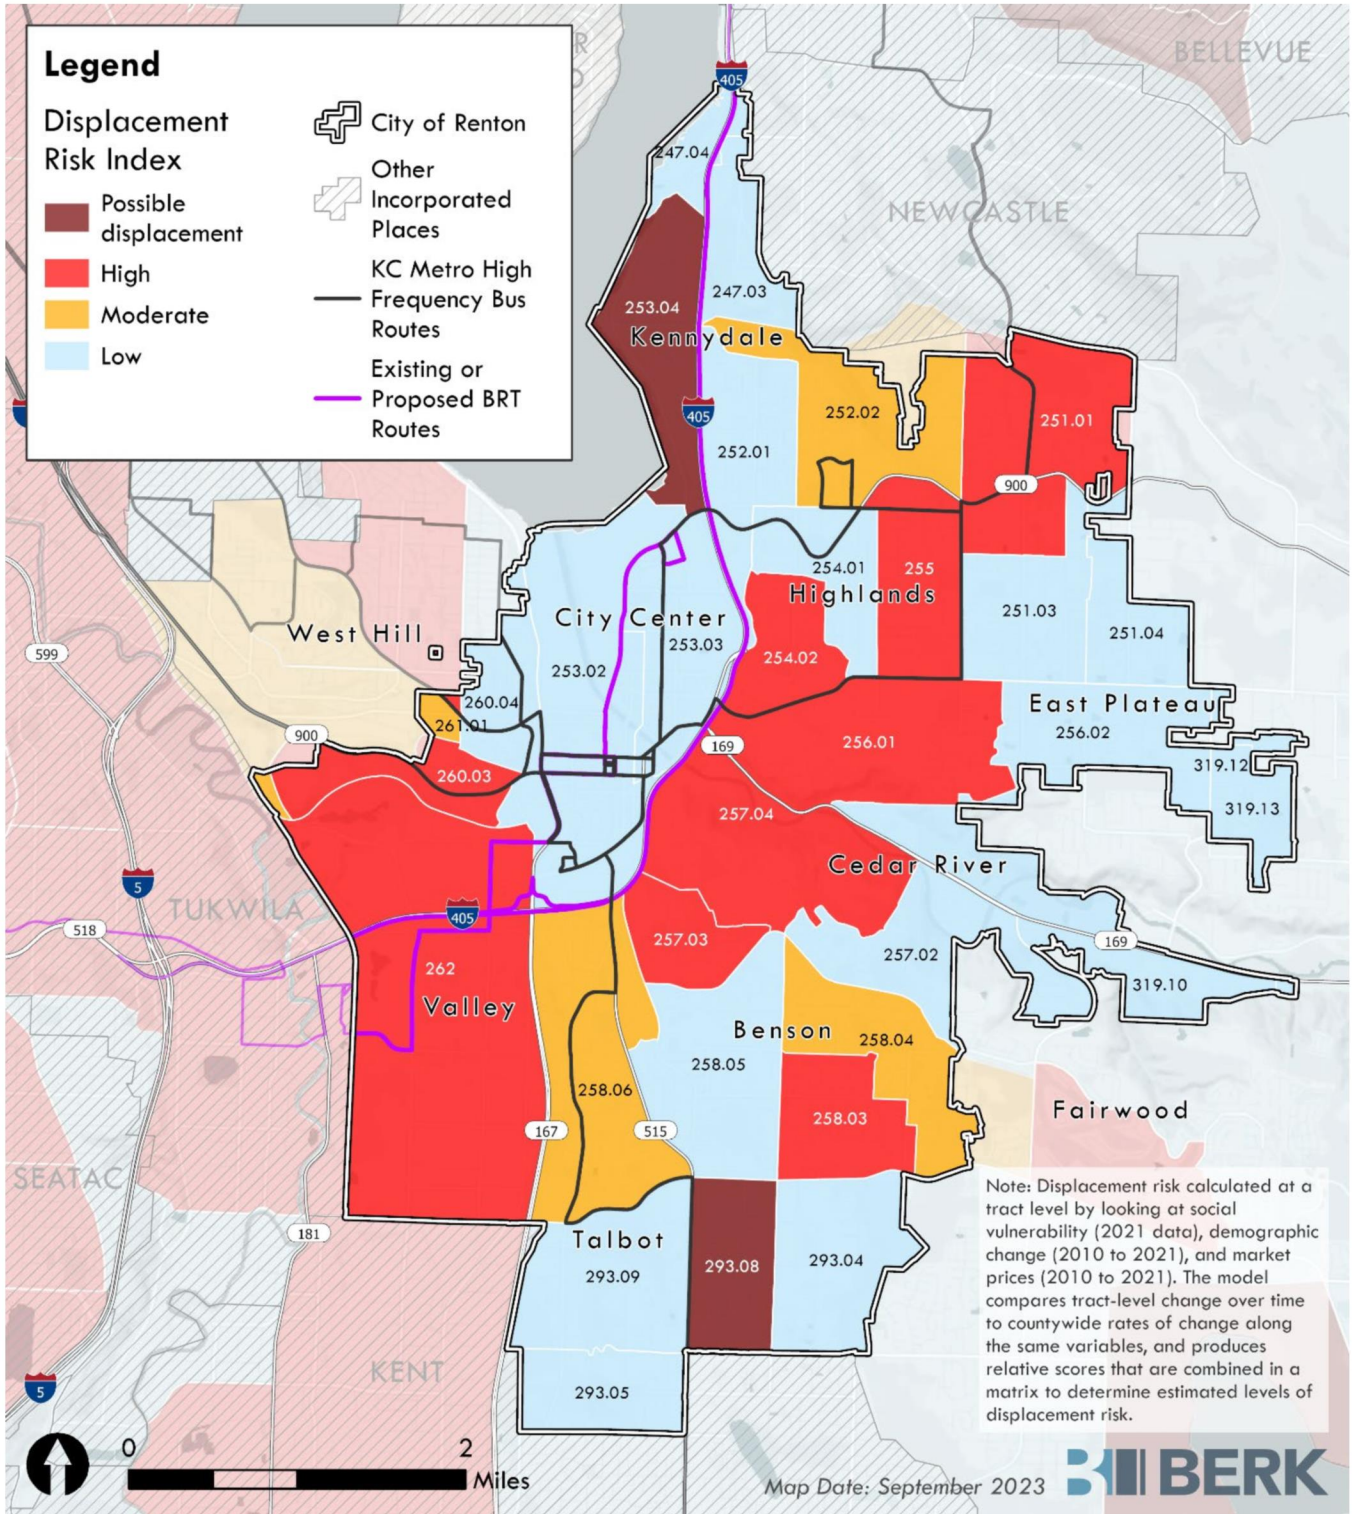 Legend
Displacement
Risk Index
Possible
displacement
High
Moderate
Low
City of Renton
Other
Incorporated
Places
KC Metro High
Frequency Bus
Routes
Existing or
Proposed BRT
Routes
R
D
405
BELLEVUE
247.04
NEWCASTLE
247.03
253.04
Kennydale
405
252.02
251.01
252.01
900
254.01
255
Highlands
251.03
City Center
West Hill
251.04
253.03
599
254.02
253.02
260.04
East Plateau
261.01
256.02
900
256.01
169
319.12
260.03
319.13
257.04
Cedar River
5
TUKWILA
405
518
257.03
169
257.02
262
319.10
Valley
Benson
258.04
258.05
258.06
Fairwood
258.03
167
515
SEATAC
181
Talbot
293.09
293.08
293.04
KENT
5
293.05
Note: Displacement risk calculated at a
tract level by looking at social
vulnerability (2021 data), demographic
change (2010 to 2021), and market
prices (2010 to 2021). The model
compares tract-level change over time
to countywide rates of change along
the same variables, and produces
relative scores that are combined in a
matrix to determine estimated levels of
displacement risk.
0
2
Miles
Map Date: September 2023
BERK